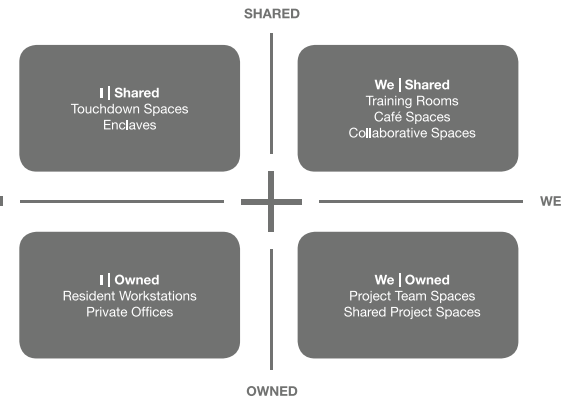 SHARED
I | Shared
Touchdown Spaces
Enclaves
We | Shared
Training Rooms
Café Spaces
Collaborative Spaces
I
WE
I | Owned
Resident Workstations
Private Offices
We | Owned
Project Team Spaces
Shared Project Spaces
OWNED